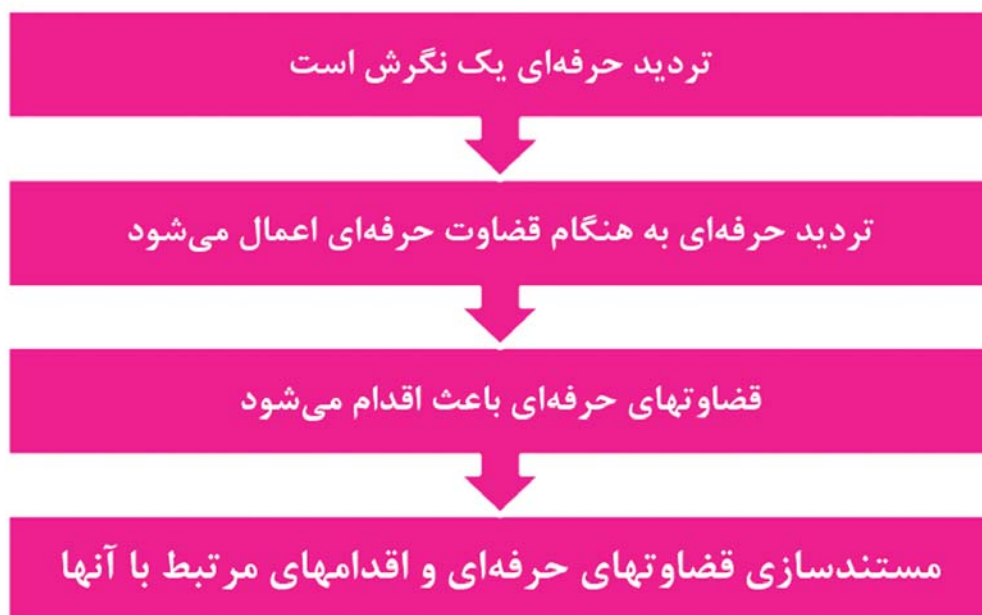 تردید حرفه‌ای یک نگرش است
تردید حرفه‌ای به هنگام قضاوت حرفه‌ای اعمال می‌شود
قضاوتهای حرفه‌ای باعث اقدام می‌شود
مستندسازی قضاوتهای حرفه‌ای و اقدامهای مرتبط با آنها